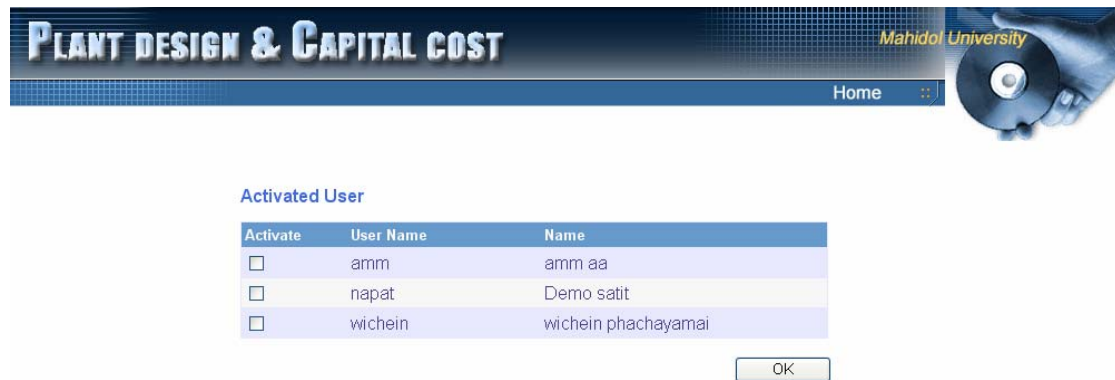 PLANT DESIGN & CAPITAL COST
Mahidol University
Home
Activated User
Activate User Name Name
amm amm aa
napat Demo satit
wichein wichein phachayamai
OK